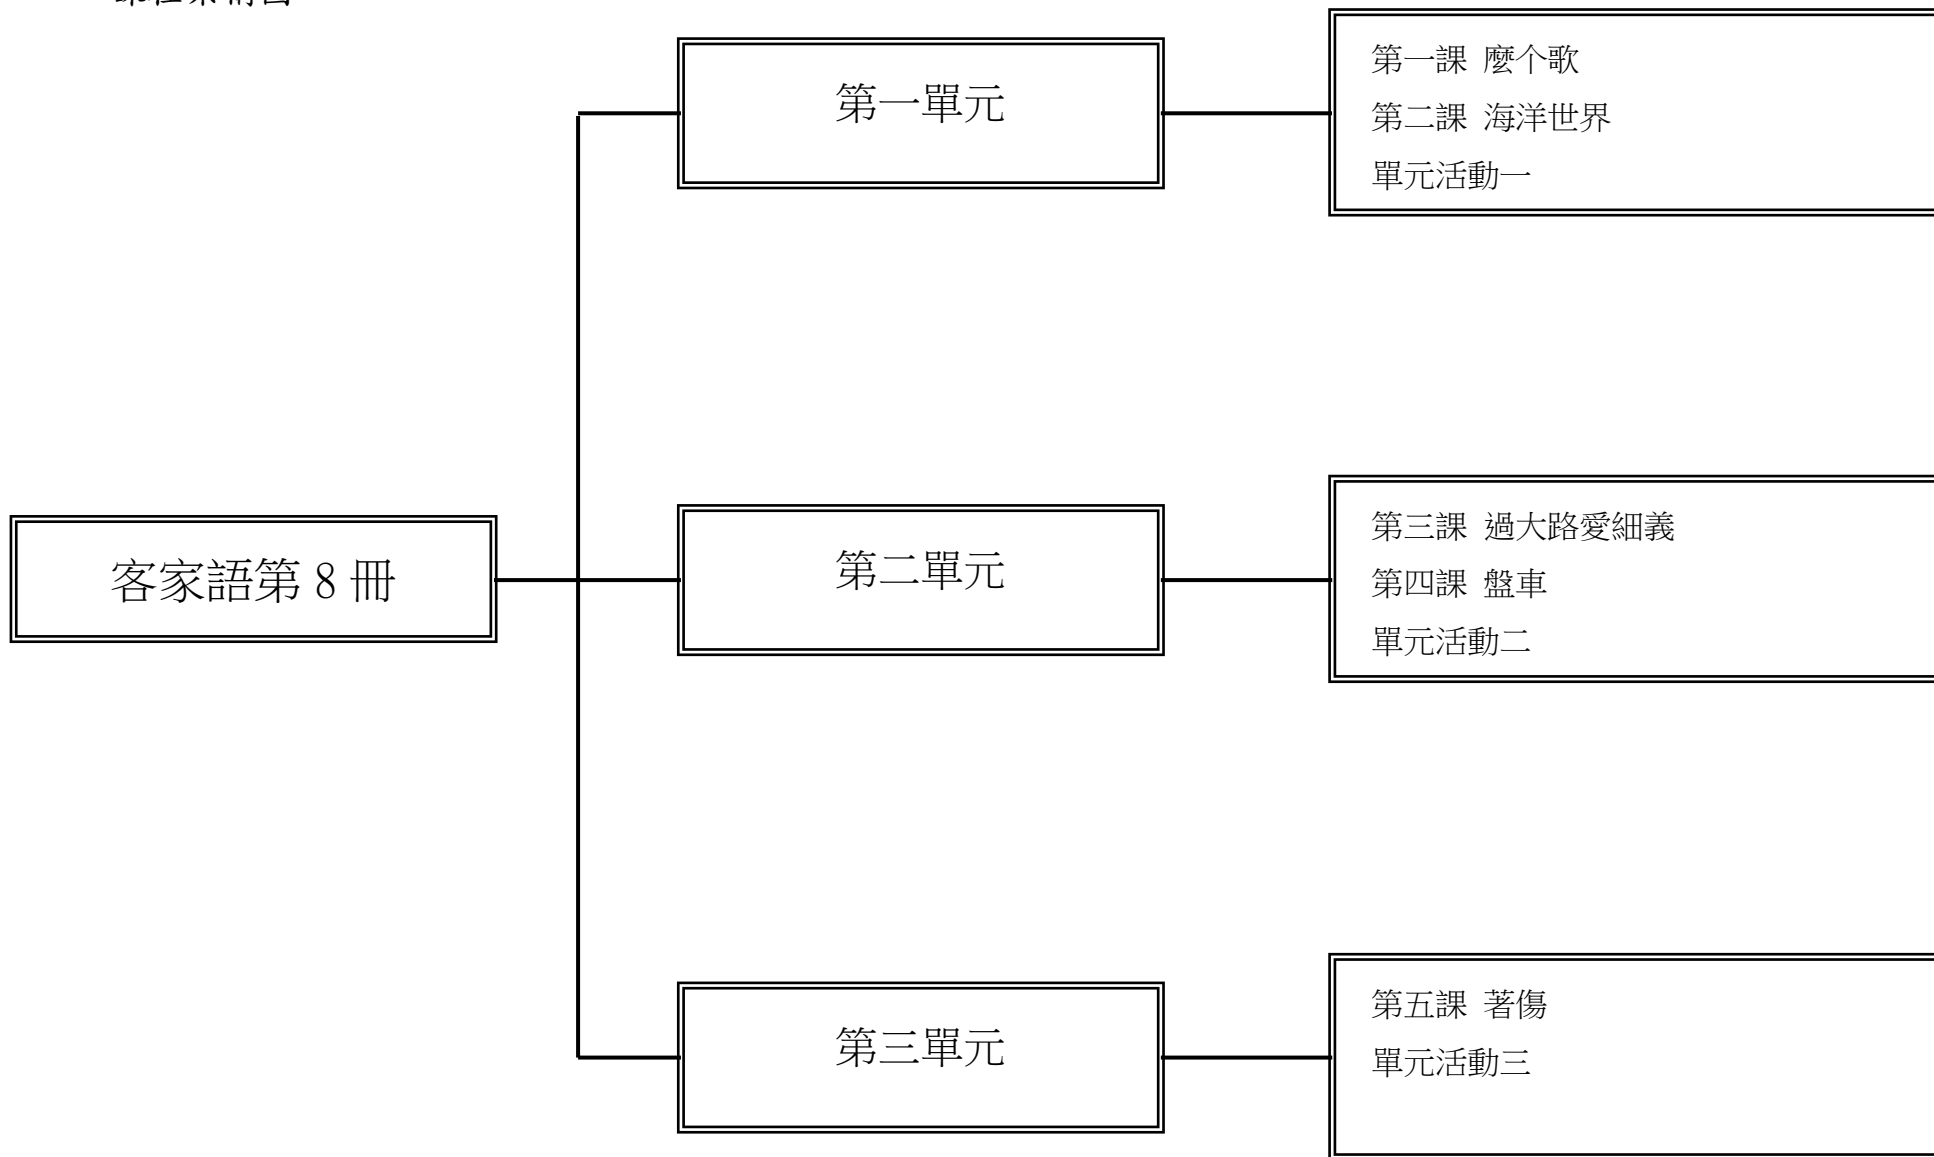 第一單元
第一課 麼个歌
第二課 海洋世界
單元活動一
客家語第 8 冊
第二單元
第三課 過大路愛細義
第四課 盤車
單元活動二
第三單元
第五課 著傷
單元活動三